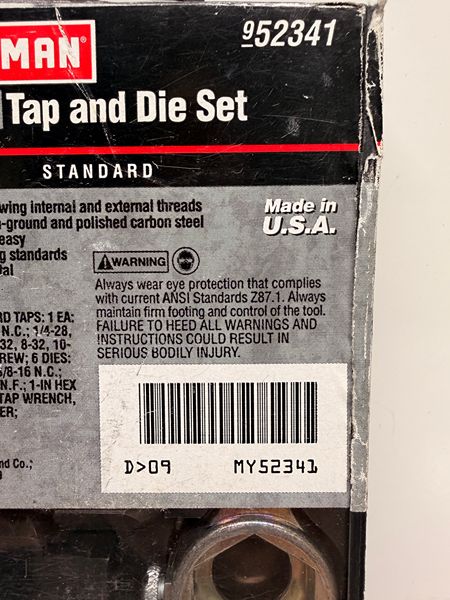 MAN®
952341
Tap and Die Set
STANDARD
wing internal and external threads
-ground and polished carbon steel
easy
g standards
Dal
Made in
U.S.A.
WARNING
Always wear eye protection that complies
with current ANSI Standards Z87.1. Always
maintain firm footing and control of the tool.
FAILURE TO HEED ALL WARNINGS AND
INSTRUCTIONS COULD RESULT IN
SERIOUS BODILY INJURY.
RD TAPS: 1 EA:
N.C.; 1/4-28,
32, 8-32, 10-
REW; 6 DIES:
5/8-16 N.C.;
N.F.; 1-IN HEX
TAP WRENCH,
ER;
nd Co.;
D>09 MY52341